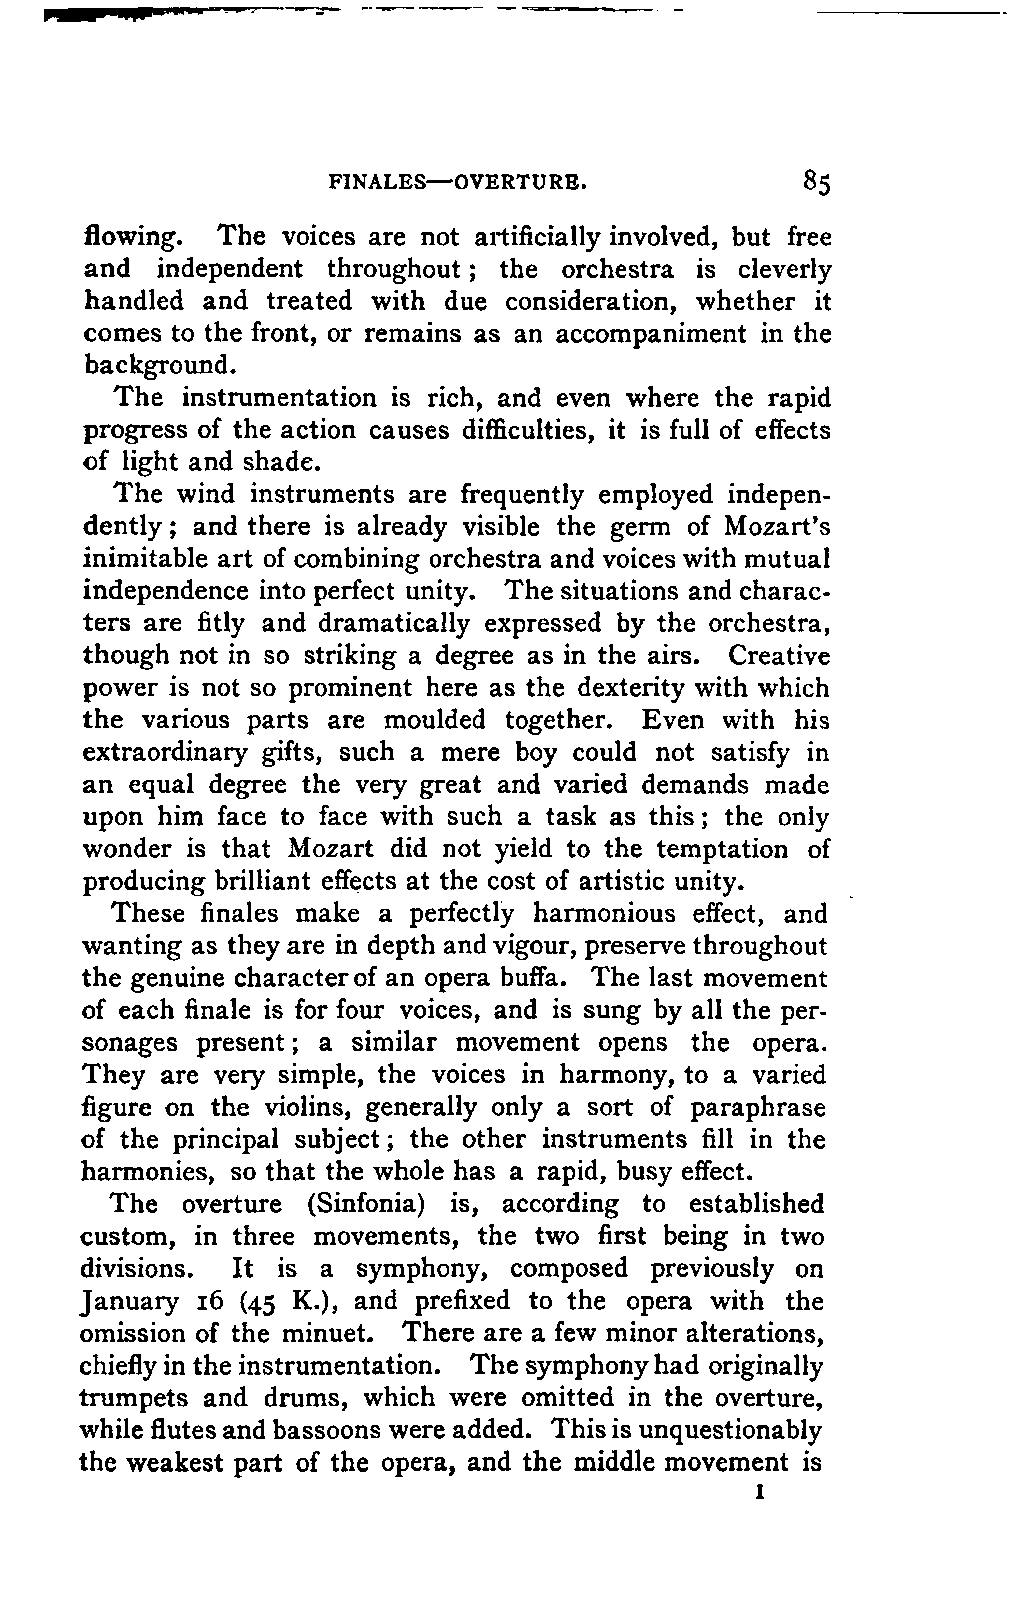 FINALES—OVERTURE. 85
flowing. The voices are not artificially involved, but free
and independent throughout; the orchestra is cleverly
handled and treated with due consideration, whether it
comes to the front, or remains as an accompaniment in the
background.
The instrumentation is rich, and even where the rapid
progress of the action causes difficulties, it is full of effects
of light and shade.
The wind instruments are frequently employed indepen-
dently; and there is already visible the germ of Mozart's
inimitable art of combining orchestra and voices with mutual
independence into perfect unity. The situations and charac-
ters are fitly and dramatically expressed by the orchestra,
though not in so striking a degree as in the airs. Creative
power is not so prominent here as the dexterity with which
the various parts are moulded together. Even with his
extraordinary gifts, such a mere boy could not satisfy in
an equal degree the very great and varied demands made
upon him face to face with such a task as this; the only
wonder is that Mozart did not yield to the temptation of
producing brilliant effects at the cost of artistic unity.
These finales make a perfectly harmonious effect, and
wanting as they are in depth and vigour, preserve throughout
the genuine character of an opera buffa. The last movement
of each finale is for four voices, and is sung by all the per-
sonages present; a similar movement opens the opera.
They are very simple, the voices in harmony, to a varied
figure on the violins, generally only a sort of paraphrase
of the principal subject; the other instruments fill in the
harmonies, so that the whole has a rapid, busy effect.
The overture (Sinfonia) is, according to established
custom, in three movements, the two first being in two
divisions. It is a symphony, composed previously on
January 16 (45 K.), and prefixed to the opera with the
omission of the minuet. There are a few minor alterations,
chiefly in the instrumentation. The symphony had originally
trumpets and drums, which were omitted in the overture,
while flutes and bassoons were added. This is unquestionably
the weakest part of the opera, and the middle movement is
I